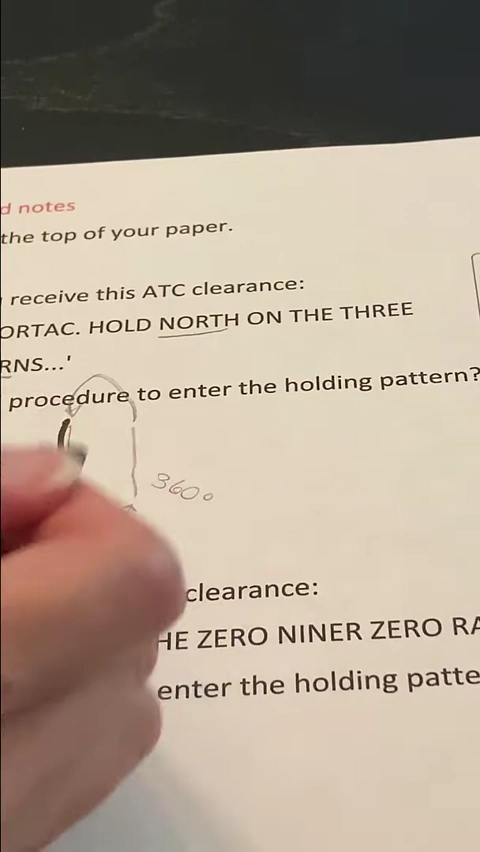 d notes
the top of your paper.
receive this ATC clearance:
ORTAC. HOLD NORTH ON THE THREE
RNS...'
procedure to enter the holding pattern?
360°
clearance:
HE ZERO NINER ZERO RA
enter the holding patte